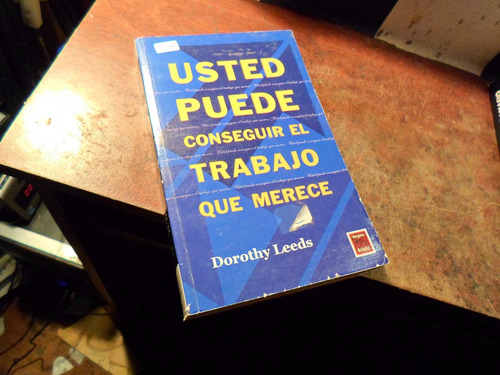 USTED
PUEDE
CONSEGUIR EL
TRABAJO
QUE MERECE
Dorothy Leeds